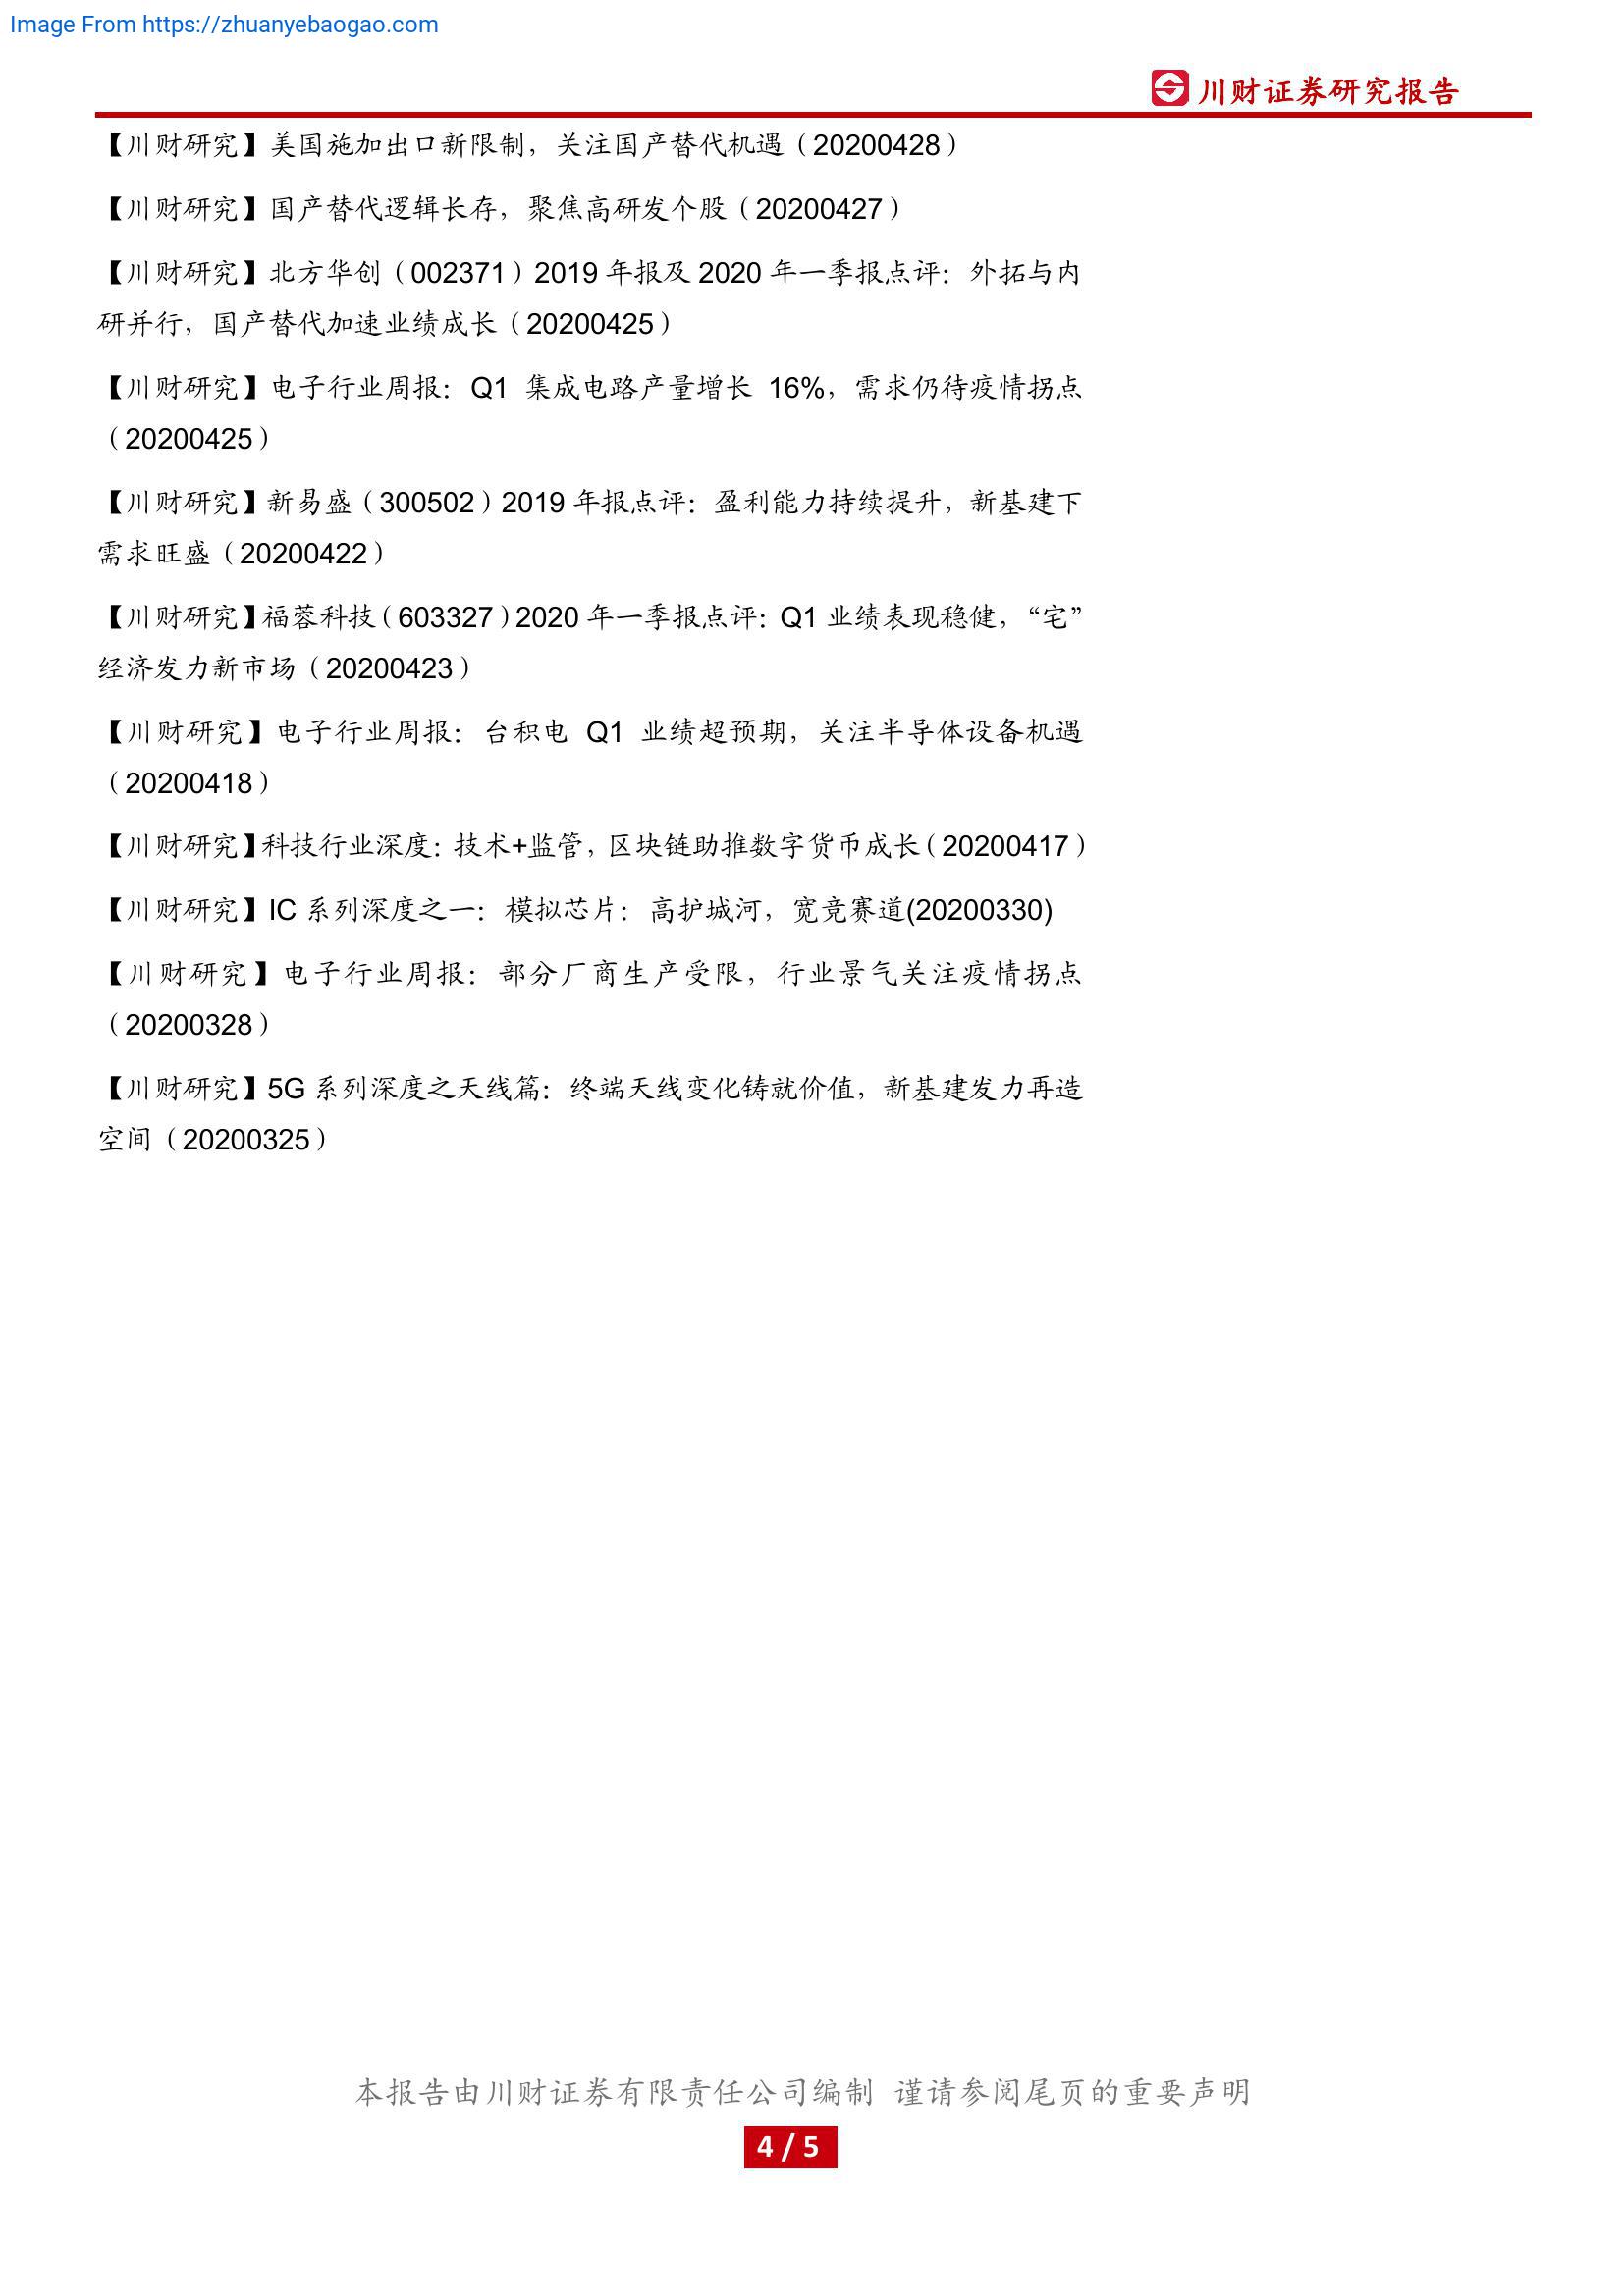 Image From https://zhuanyebaogao.com
川财证券研究报告
【川财研究】美国施加出口新限制，关注国产替代机遇（20200428）
【川财研究】国产替代逻辑长存，聚焦高研发个股（20200427）
【川财研究】北方华创（002371）2019 年报及 2020 年一季报点评：外拓与内
研并行，国产替代加速业绩成长（20200425）
【川财研究】电子行业周报：Q1 集成电路产量增长 16%，需求仍待疫情拐点
（20200425）
【川财研究】新易盛（300502）2019 年报点评：盈利能力持续提升，新基建下
需求旺盛（20200422）
【川财研究】福蓉科技（603327）2020 年一季报点评：Q1 业绩表现稳健，“宅”
经济发力新市场（20200423）
【川财研究】电子行业周报：台积电 Q1 业绩超预期，关注半导体设备机遇
（20200418）
【川财研究】科技行业深度：技术+监管，区块链助推数字货币成长（20200417）
【川财研究】IC 系列深度之一：模拟芯片：高护城河，宽竞赛道(20200330)
【川财研究】电子行业周报：部分厂商生产受限，行业景气关注疫情拐点
（20200328）
【川财研究】5G 系列深度之天线篇：终端天线变化铸就价值，新基建发力再造
空间（20200325）
本报告由川财证券有限责任公司编制 谨请参阅尾页的重要声明
4 / 5